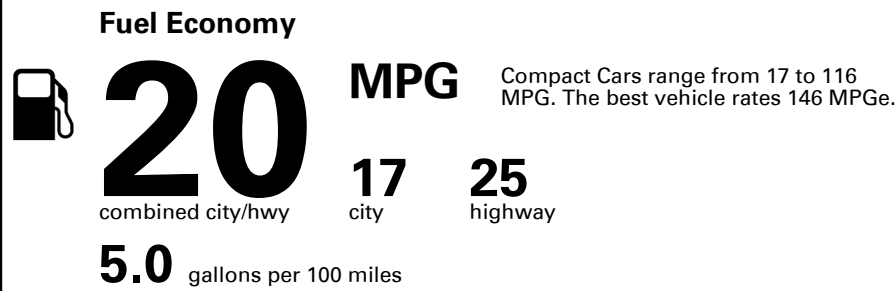 Fuel Economy
20
MPG
Compact Cars range from 17 to 116
MPG. The best vehicle rates 146 MPGe.
combined city/hwy
17
city
25
highway
5.0 gallons per 100 miles